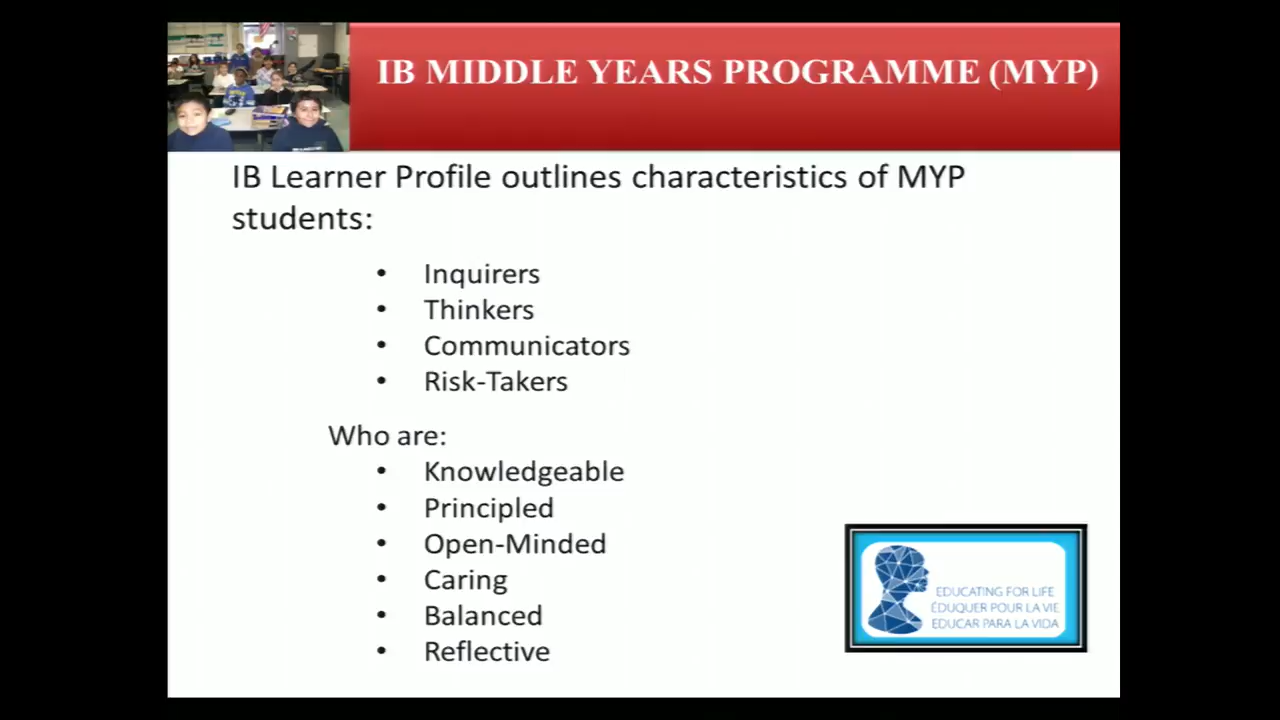 IB MIDDLE YEARS PROGRAMME (MYP)
IB Learner Profile outlines characteristics of MYP
students:
• Inquirers
• Thinkers
• Communicators
• Risk-Takers
Who are:
• Knowledgeable
• Principled
• Open-Minded
• Caring
• Balanced
• Reflective
EDUCATING FOR LIFE
ÉDUQUER POUR LA VIE
EDUCAR PARA LA VIDA